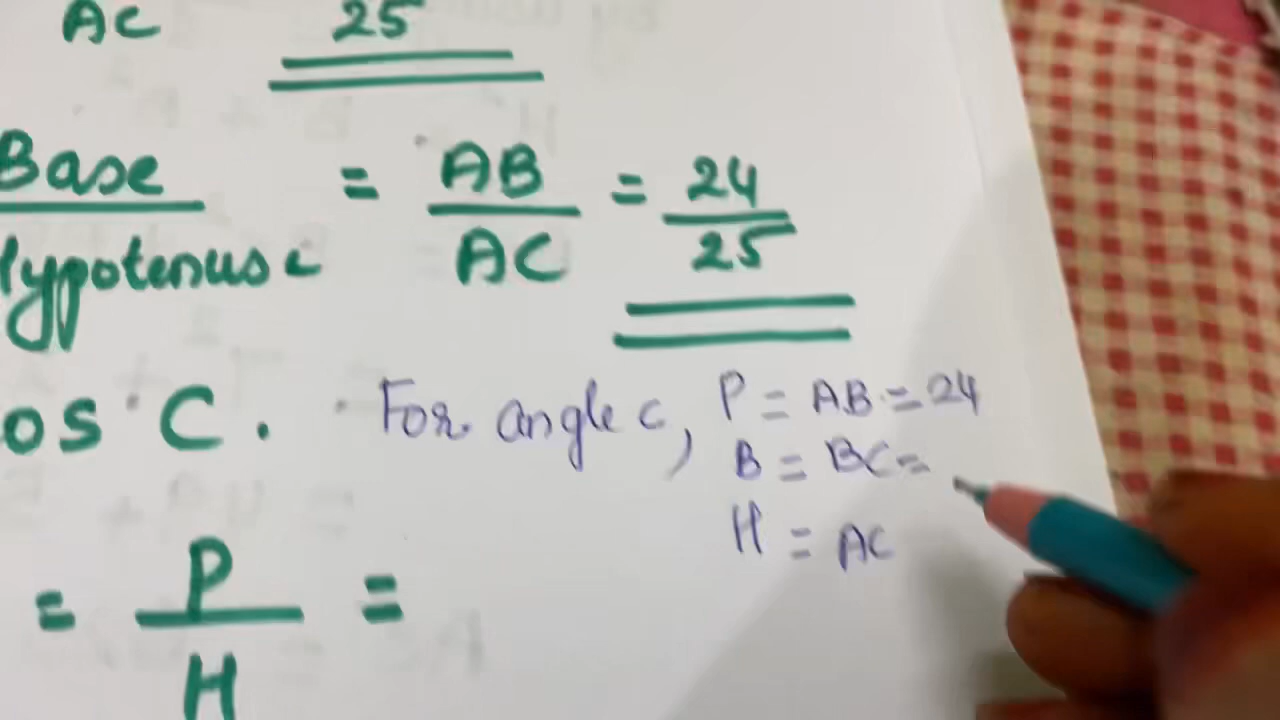 AC 25
Base = AB = 24
Hypotenuse AC 25
os C. For angle c, P = AB = 24
B = BC =
H = AC
= P =
H